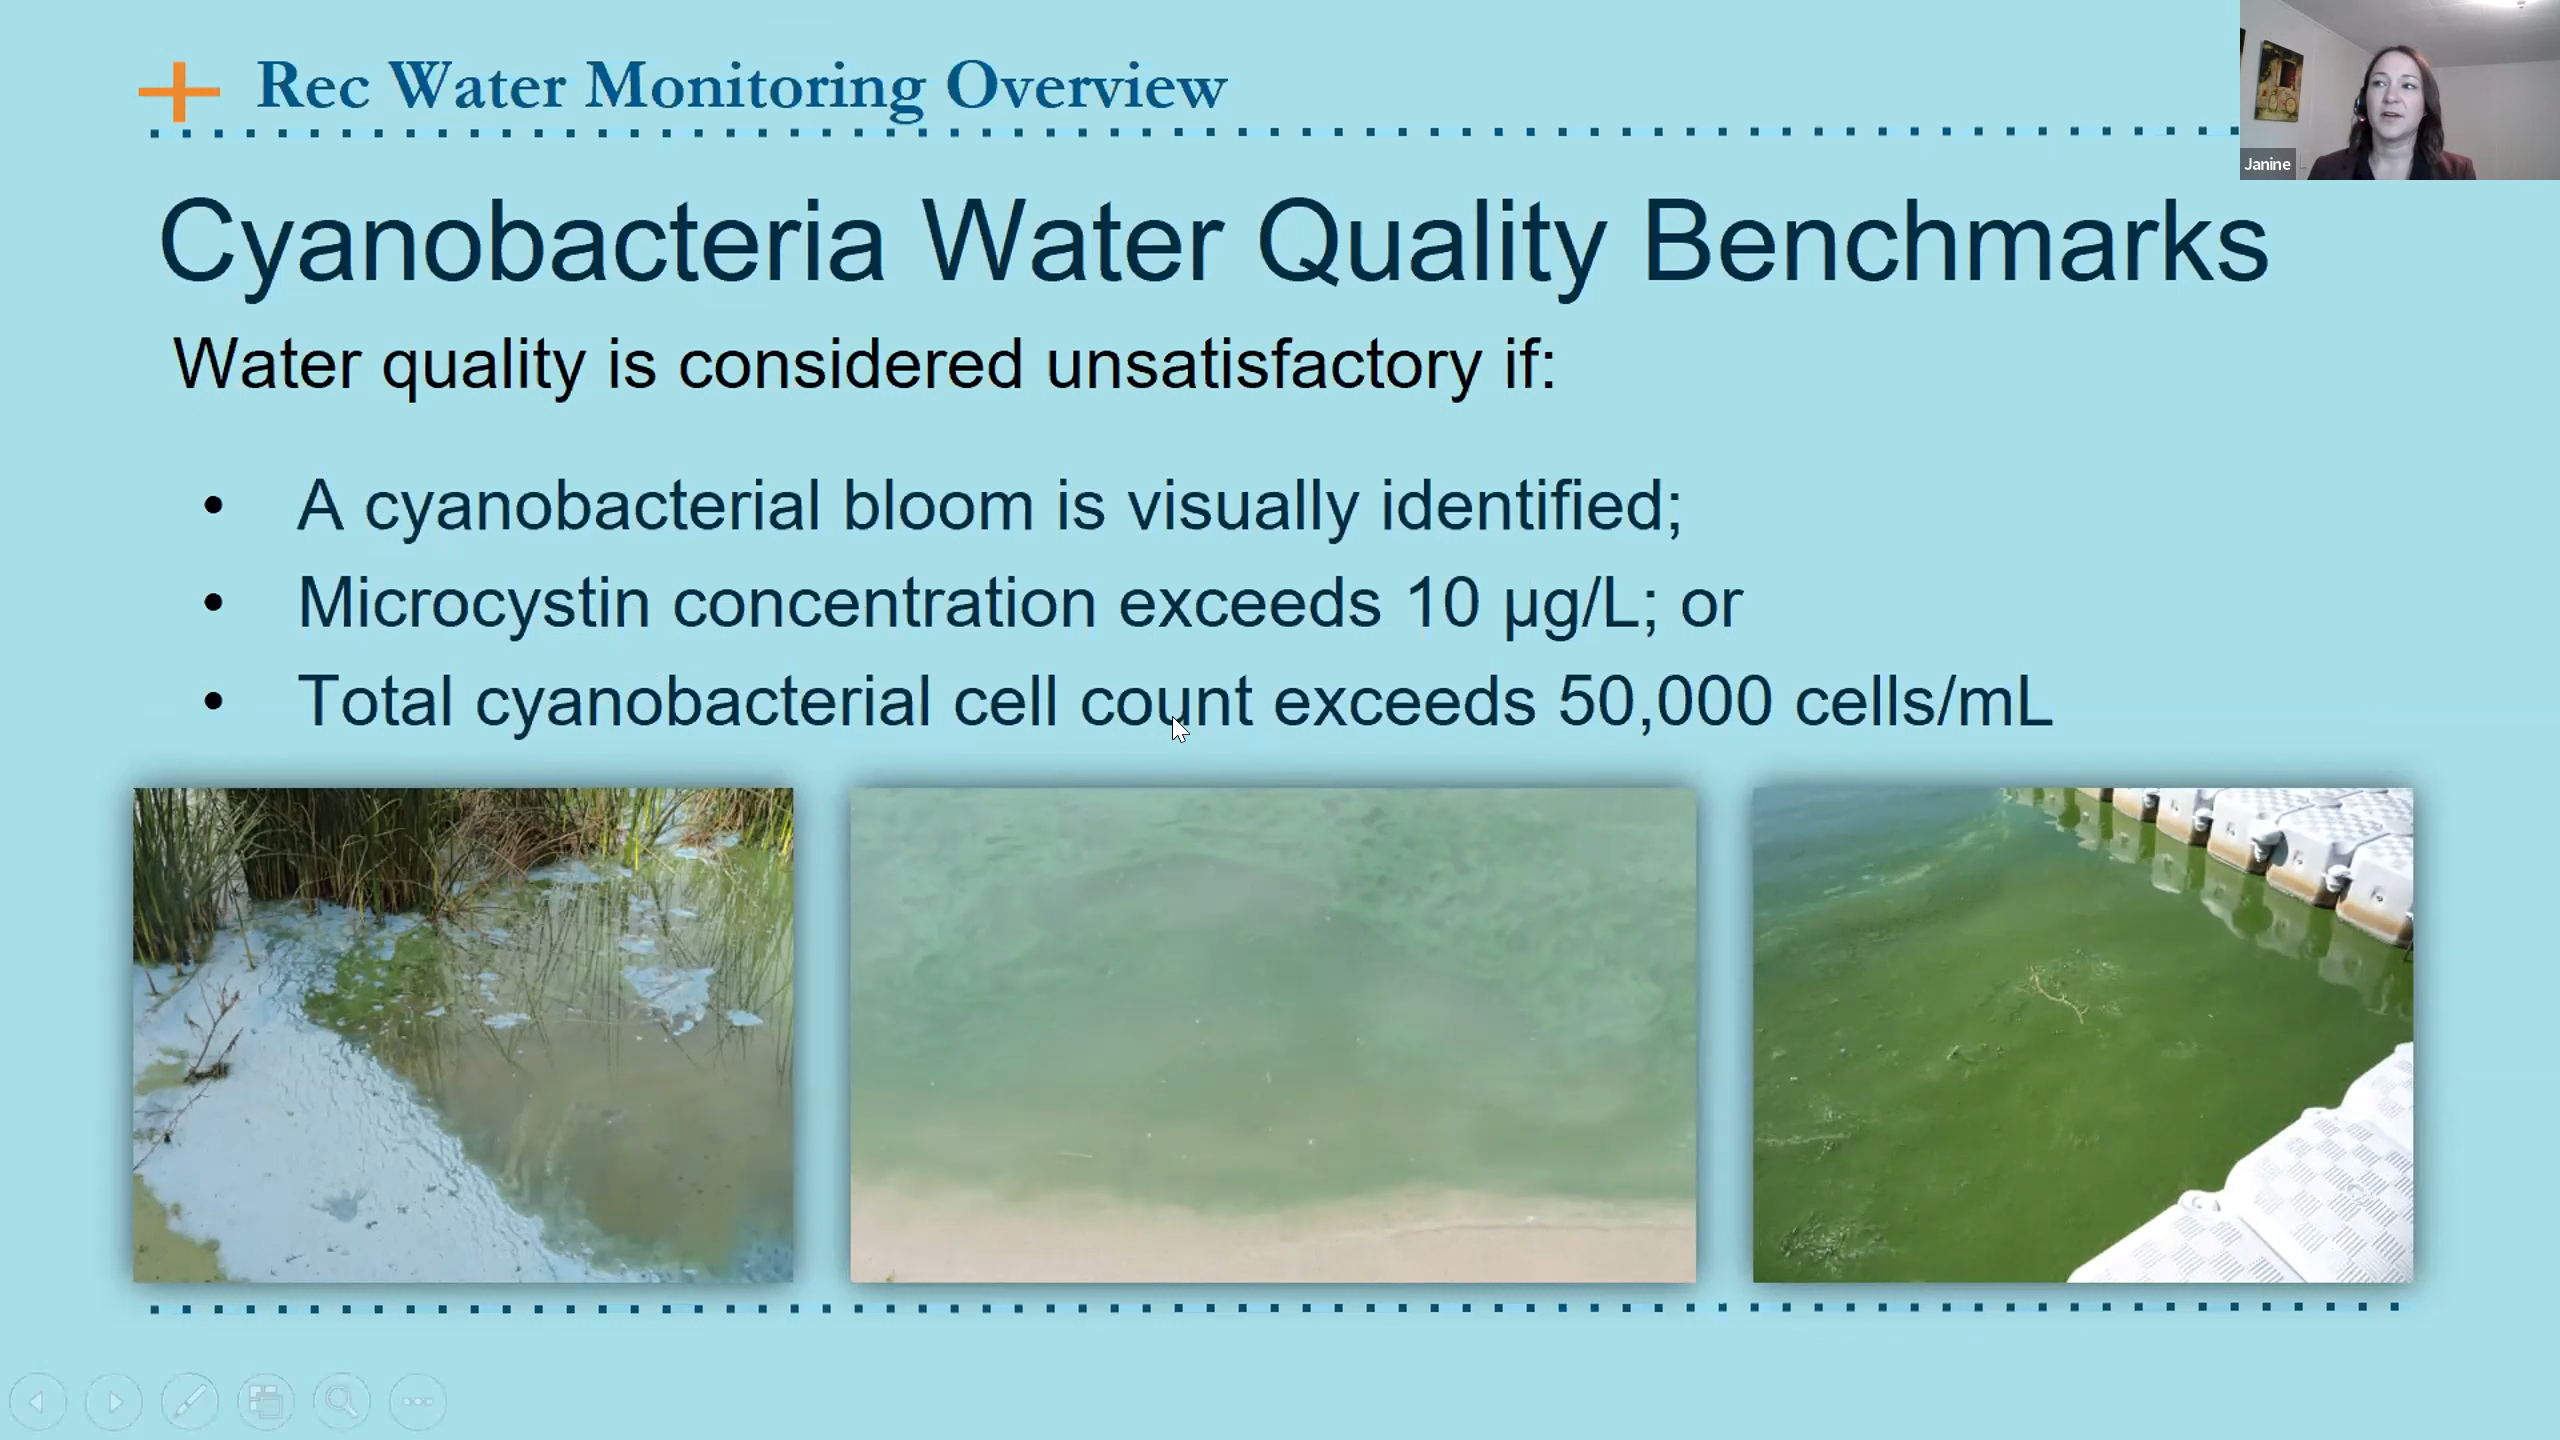 Rec Water Monitoring Overview
Janine
Cyanobacteria Water Quality Benchmarks
Water quality is considered unsatisfactory if:
• A cyanobacterial bloom is visually identified;
• Microcystin concentration exceeds 10 µg/L; or
• Total cyanobacterial cell count exceeds 50,000 cells/mL